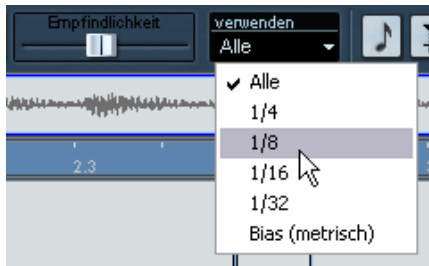 Empfindlichkeit
verwenden
Alle
Alle
1/4
1/8
1/16
1/32
Bias (metrisch)
2.3